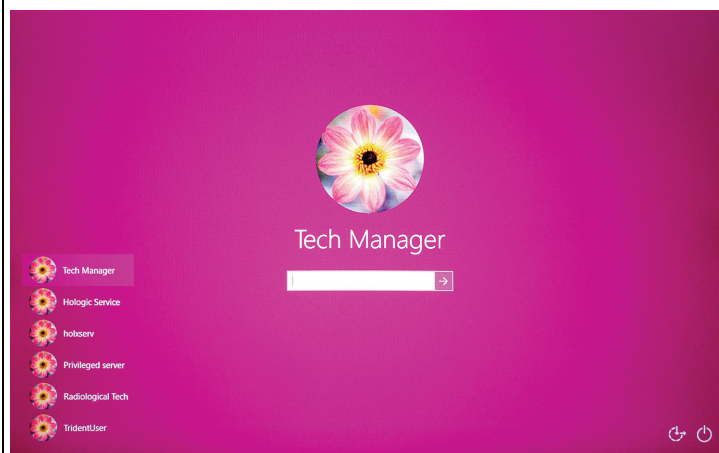 Tech Manager
Tech Manager
Hologic Service
holxserv
Privileged server
Radiological Tech
TridentUser